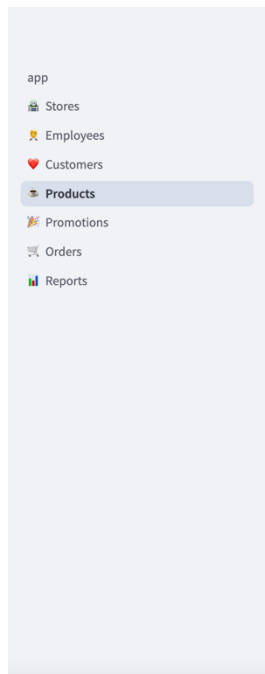 app
Stores
Employees
Customers
Products
Promotions
Orders
Reports